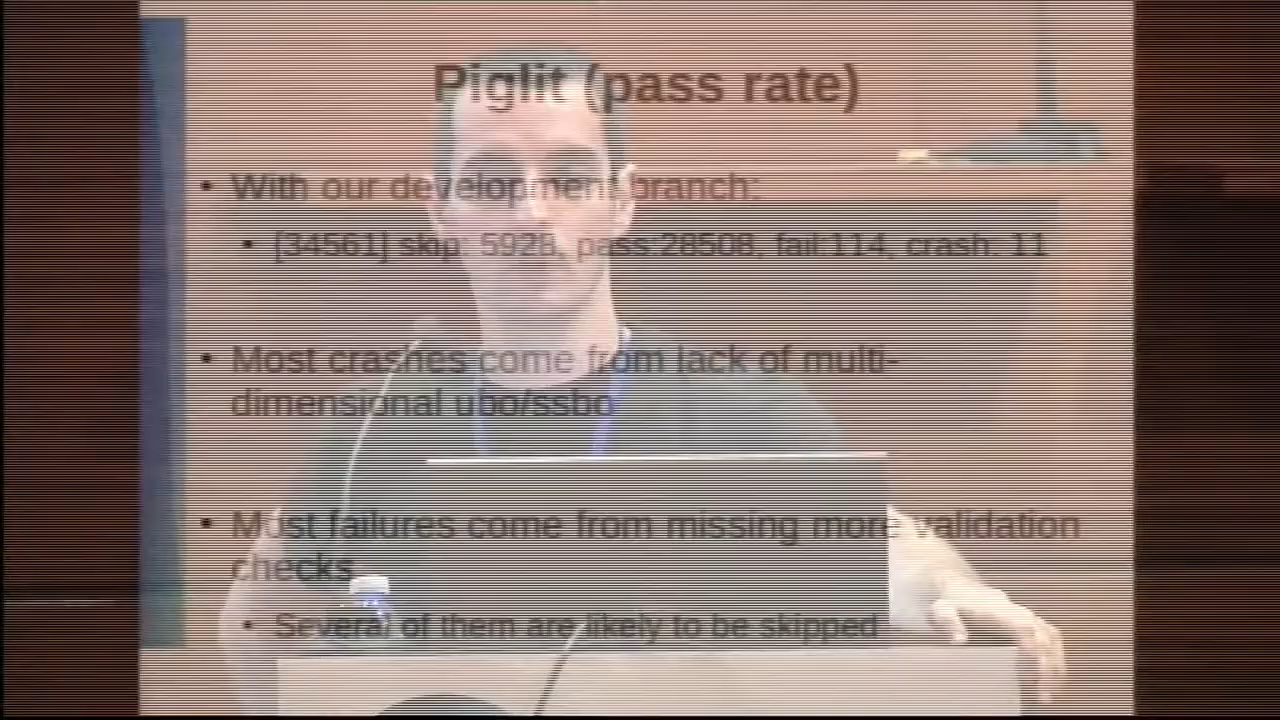 Piglit (pass rate)
• With our development branch:
• [34561] skip: 5928, pass:28508, fail:114, crash: 11
• Most crashes come from lack of multi-
dimensional ubo/ssbo
• Most failures come from missing more validation
checks
• Several of them are likely to be skipped